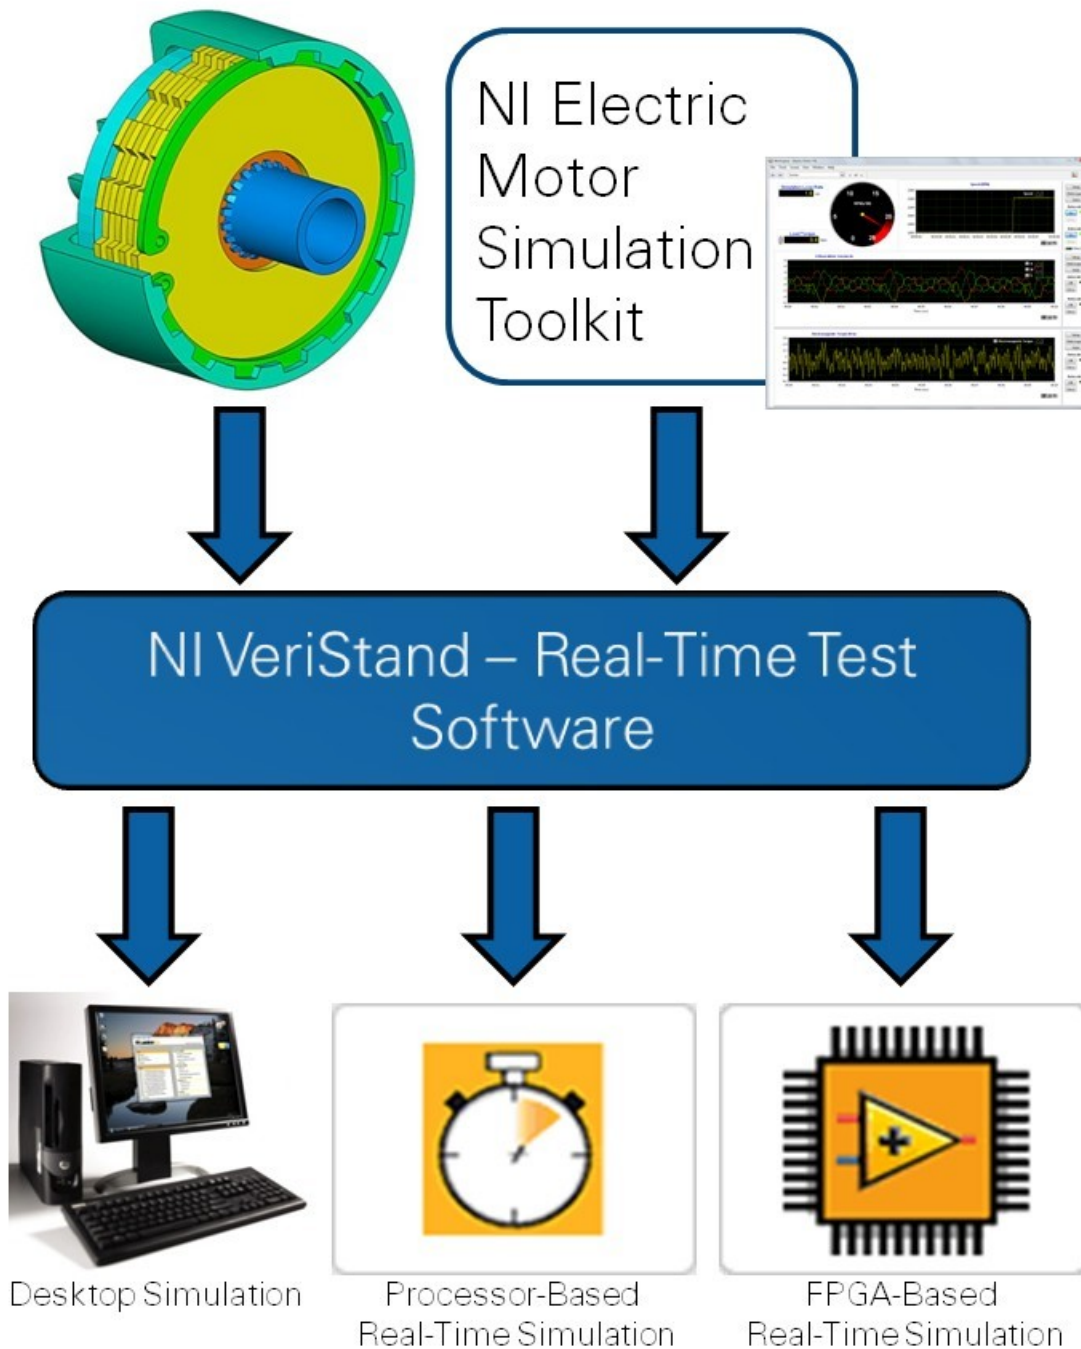 NI Electric
Motor
Simulation
Toolkit
NI VeriStand – Real-Time Test
Software
Desktop Simulation
Processor-Based
Real-Time Simulation
FPGA-Based
Real-Time Simulation